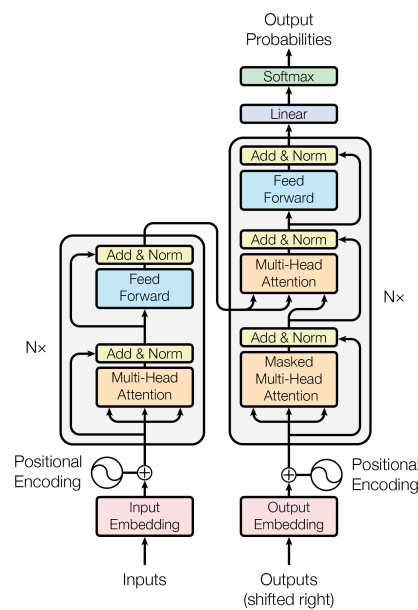 Output
Probabilities
Softmax
Linear
Add & Norm
Feed
Forward
Add & Norm
Multi-Head
Attention
Nx
Add & Norm
Masked
Multi-Head
Attention
Positional
Encoding
Output
Embedding
Outputs
(shifted right)
Add & Norm
Feed
Forward
Nx
Add & Norm
Multi-Head
Attention
Positional
Encoding
Input
Embedding
Inputs